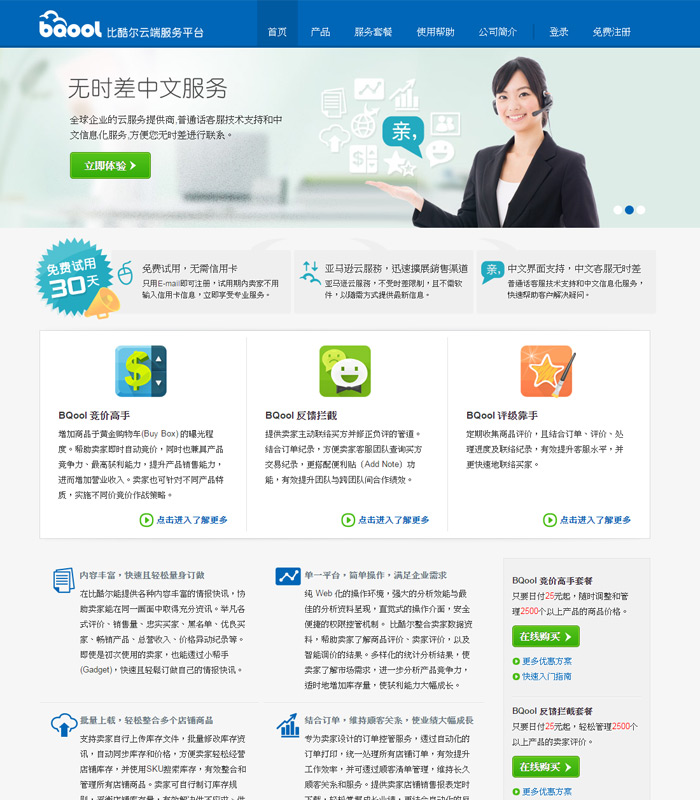 bqool 比酷尔云端服务平台
首页 产品 服务套餐 使用帮助 公司简介 登录 免费注册
无时差中文服务
全球企业的云服务提供商,普通话客服技术支持和中
文信息化服务,方便您无时差进行联系。
立即体验
亲,
免费试用
30天
免费试用，无需信用卡
只用E-mail即可注册，试用期内卖家不用
输入信用卡信息，立即享受专业服务。
亚马逊云服務，迅速擴展銷售渠道
亚马逊云服務，不受时差限制，且不需软
件，以随需方式提供最新信息。
亲,
中文界面支持，中文客服无时差
普通话客服技术支持和中文信息化服务，
快速帮助客户解决疑问。
BQool 竞价高手
增加商品于黄金购物车(Buy Box) 的曝光程
度。帮助卖家即时自动竞价，同时也兼具产品
竞争力、最高获利能力，提升产品销售能力，
进而增加营业收入。卖家也可针对不同产品特
质，实施不同价竞价作战策略。
点击进入了解更多
BQool 反馈拦截
提供卖家主动联络买方并修正负评的管道。
结合订单纪录，方便卖家客服团队查询买方
交易纪录，更搭配便利贴（Add Note）功
能，有效提升团队与跨团队间合作绩效。
点击进入了解更多
BQool 评级靠手
定期收集商品评价，且结合订单、评价、处
理进度及联络纪录，有效提升客服水平，并
更快速地联络买家。
点击进入了解更多
内容丰富，快速且轻松量身订做
在比酷尔能提供各种内容丰富的情报快讯，协
助卖家能在同一画面中取得充分资讯。举凡各
式评价、销售量、忠实买家、黑名单、优良买
家、畅销产品、总营收入、价格异动纪录等。
即使是初次使用的卖家，也能透过小帮手
(Gadget)，快速且轻鬆订做自己的情报快讯。
单一平台，简单操作，满足企业需求
纯 Web 化的操作环境，强大的分析效能与最
佳的分析资料呈现，直觉式的操作介面，安全
便捷的权限控管机制。 比酷尔整合卖家数据资
料，帮助卖家了解商品评价、卖家评价，以及
智能调价的结果。多样化的统计分析结果，使
卖家了解市场需求，进一步分析产品竞争力，
适时地增加库存量，使获利能力大幅成长。
批量上载，轻松整合多个店铺商品
支持卖家自行上传库存文件，批量修改库存资
讯，自动同步库存和价格，方便卖家轻松经营
店铺库存，并使用SKU搜索库存，有效整合和
管理所有店铺商品。卖家可自行制订库存规
结合订单，维持顾客关系，使业绩大幅成長
专为卖家设计的订单控管服务，透过自动化的
订单打印，统一处理所有店铺订单，有效提升
工作效率，并可透过顾客清单管理，维持长久
顾客关系和服务。提供卖家店铺销售报表定时
BQool 竞价高手套餐
只要日付25元起，随时调整和管
理2500个以上产品的商品价格。
在线购买
更多优惠方案
快速入门指南
BQool 反馈拦截套餐
只要日付25元起，轻松管理2500个
以上产品的卖家评价。
在线购买
更多优惠方案